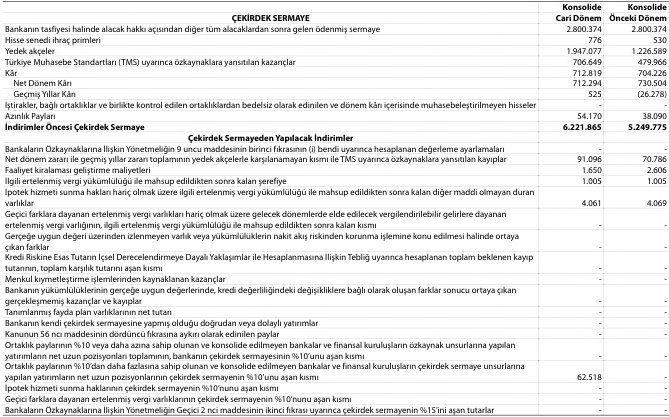 Konsolide Konsolide
ÇEKİRDEK SERMAYE Cari Dönem Önceki Dönem
Bankanın tasfiyesi halinde alacak hakkı açısından diğer tüm alacaklardan sonra gelen ödenmiş sermaye 2.800.374 2.800.374
Hisse senedi ihraç primleri 776 530
Yedek akçeler 1.947.077 1.226.589
Türkiye Muhasebe Standartları (TMS) uyarınca özkaynaklara yansıtılan kazançlar 706.649 479.966
Kâr 712.819 704.226
Net Dönem Kârı 712.294 730.504
Geçmiş Yıllar Kârı 525 (26.278)
İştirakler, bağlı ortaklıklar ve birlikte kontrol edilen ortaklıklardan bedelsiz olarak edinilen ve dönem kârı içerisinde muhasebeleştirilmeyen hisseler - -
Azınlık Payları 54.170 38.090
İndirimler Öncesi Çekirdek Sermaye 6.221.865 5.249.775
Çekirdek Sermayeden Yapılacak İndirimler
Bankaların Özkaynaklarına İlişkin Yönetmeliğin 9 uncu maddesinin birinci fıkrasının (i) bendi uyarınca hesaplanan değerleme ayarlamaları - -
Net dönem zararı ile geçmiş yıllar zararı toplamının yedek akçelerle karşılanamayan kısmı ile TMS uyarınca özkaynaklara yansıtılan kayıplar 91.096 70.786
Faaliyet kiralaması geliştirme maliyetleri 1.650 2.606
İlgili ertelenmiş vergi yükümlülüğü ile mahsup edildikten sonra kalan şerefiye 1.005 1.005
İpotek hizmeti sunma hakları hariç olmak üzere ilgili ertelenmiş vergi yükümlülüğü ile mahsup edildikten sonra kalan diğer maddi olmayan duran
varlıklar 4.061 4.069
Geçici farklara dayanan ertelenmiş vergi varlıkları hariç olmak üzere gelecek dönemlerde elde edilecek vergilendirilebilir gelirlere dayanan
ertelenmiş vergi varlığının, ilgili ertelenmiş vergi yükümlülüğü ile mahsup edildikten sonra kalan kısmı - -
Gerçeğe uygun değeri üzerinden izlenmeyen varlık veya yükümlülüklerin nakit akış riskinden korunma işlemine konu edilmesi halinde ortaya
çıkan farklar - -
Kredi Riskine Esas Tutarın İçsel Derecelendirmeye Dayalı Yaklaşımlar ile Hesaplanmasına İlişkin Tebliğ uyarınca hesaplanan toplam beklenen kayıp
tutarının, toplam karşılık tutarını aşan kısmı - -
Menkul kıymetleştirme işlemlerinden kaynaklanan kazançlar - -
Bankanın yükümlülüklerinin gerçeğe uygun değerlerinde, kredi değerliliğindeki değişikliklere bağlı olarak oluşan farklar sonucu ortaya çıkan
gerçekleşmemiş kazançlar ve kayıplar - -
Tanımlanmış fayda plan varlıklarının net tutarı - -
Bankanın kendi çekirdek sermayesine yapmış olduğu doğrudan veya dolaylı yatırımlar - -
Kanunun 56 ncı maddesinin dördüncü fıkrasına aykırı olarak edinilen paylar - -
Ortaklık paylarının %10 veya daha azına sahip olunan ve konsolide edilmeyen bankalar ve finansal kuruluşların özkaynak unsurlarına yapılan
yatırımların net uzun pozisyonları toplamının, bankanın çekirdek sermayesinin %10'unu aşan kısmı - -
Ortaklık paylarının %10'dan daha fazlasına sahip olunan ve konsolide edilmeyen bankalar ve finansal kuruluşların çekirdek sermaye unsurlarına
yapılan yatırımların net uzun pozisyonlarının çekirdek sermayenin %10'unu aşan kısmı 62.518 -
İpotek hizmeti sunma haklarının çekirdek sermayenin %10'nunu aşan kısmı - -
Geçici farklara dayanan ertelenmiş vergi varlıklarının çekirdek sermayenin %10'nunu aşan kısmı - -
Bankaların Özkaynaklarına İlişkin Yönetmeliğin Geçici 2 nci maddesinin ikinci fıkrası uyarınca çekirdek sermayenin %15'ini aşan tutarlar - -